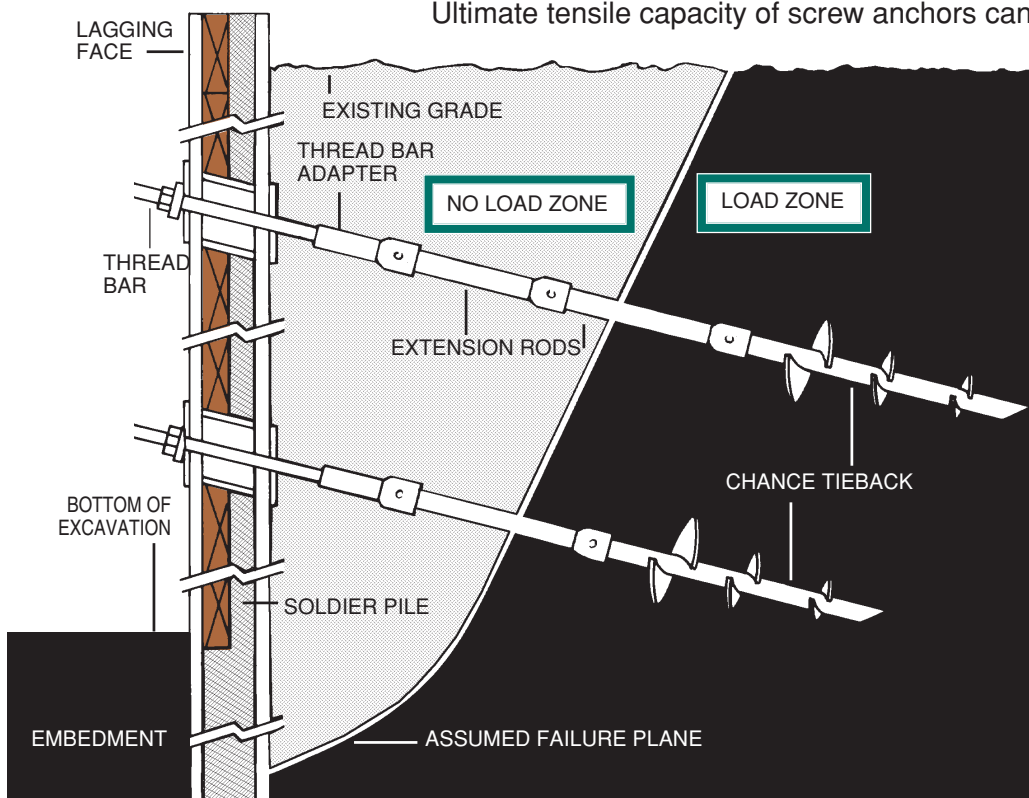 Ultimate tensile capacity of screw anchors can
LAGGING
FACE
EXISTING GRADE
THREAD BAR
ADAPTER
NO LOAD ZONE
LOAD ZONE
THREAD
BAR
EXTENSION RODS
CHANCE TIEBACK
BOTTOM OF
EXCAVATION
SOLDIER PILE
EMBEDMENT
ASSUMED FAILURE PLANE